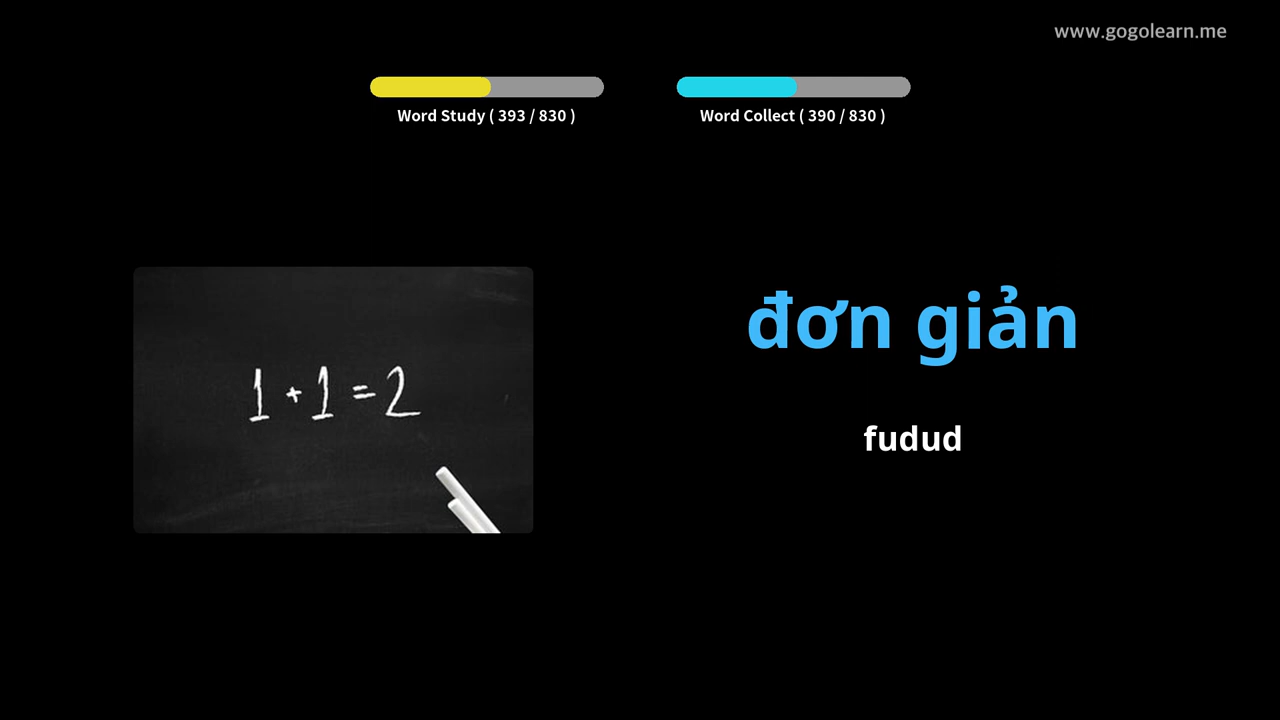 www.gogolearn.me
Word Study ( 393 / 830 )
Word Collect ( 390 / 830 )
đơn giản
1 + 1 = 2
fudud